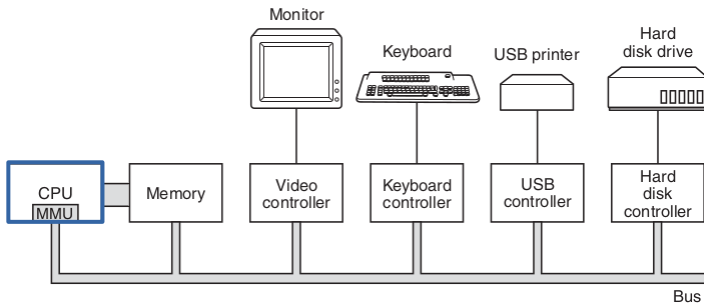 Monitor
Keyboard
USB printer
Hard
disk drive
CPU
MMU
Memory
Video
controller
Keyboard
controller
USB
controller
Hard
disk
controller
Bus